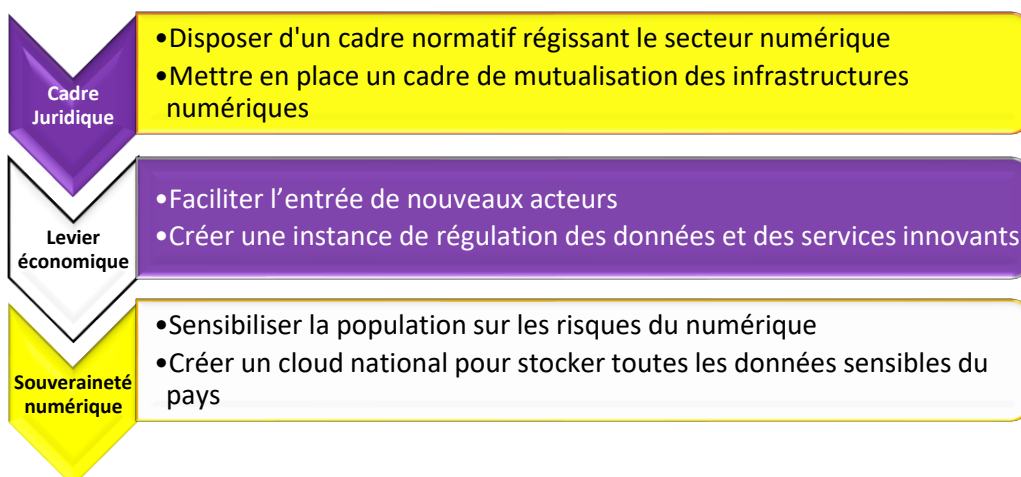 Cadre
Juridique
•Disposer d'un cadre normatif régissant le secteur numérique
•Mettre en place un cadre de mutualisation des infrastructures
numériques
Levier
économique
•Faciliter l’entrée de nouveaux acteurs
•Créer une instance de régulation des données et des services innovants
Souveraineté
numérique
•Sensibiliser la population sur les risques du numérique
•Créer un cloud national pour stocker toutes les données sensibles du
pays